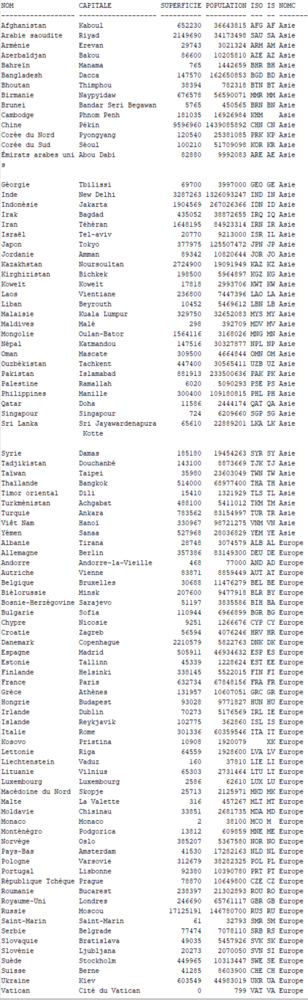 NOM CAPITALE SUPERFICIE POPULATION ISO IS NOMC
------------------- ------------------- ---------- ---------- --- -- -------
Afghanistan Kaboul 652230 36643815 AFG AF Asie
Arabie saoudite Riyad 2149690 34173498 SAU SA Asie
Arménie Erevan 29743 3021324 ARM AM Asie
Azerbaïdjan Bakou 86600 10205810 AZE AZ Asie
Bahreïn Manama 765 1442659 BHR BH Asie
Bangladesh Dacca 147570 162650853 BGD BD Asie
Bhoutan Thimphou 38394 782318 BTN BT Asie
Birmanie Naypyidaw 676578 56590071 MMR MM Asie
Brunei Bandar Seri Begawan 5765 450565 BRN BN Asie
Cambodge Phnom Penh 181035 16926984 KHM Asie
Chine Pékin 9596960 1439085892 CHN CN Asie
Corée du Nord Pyongyang 120540 25381085 PRK KP Asie
Corée du Sud Séoul 100210 51709098 KOR KR Asie
Émirats arabes uni Abou Dabi 82880 9992083 ARE AE Asie
s
Géorgie Tbilissi 69700 3997000 GEO GE Asie
Inde New Delhi 3287263 1326093247 IND IN Asie
Indonésie Jakarta 1904569 267026366 IDN ID Asie
Irak Bagdad 435052 38872655 IRQ IQ Asie
Iran Téhéran 1648195 84923314 IRN IR Asie
Israël Tel-aviv 20770 9213000 ISR IL Asie
Japon Tokyo 377975 125507472 JPN JP Asie
Jordanie Amman 89342 10820644 JOR JO Asie
Kazakhstan Noursoultan 2724900 19091949 KAZ KZ Asie
Kirghizistan Bichkek 198500 5964897 KGZ KG Asie
Koweït Koweït 17818 2993706 KWT KW Asie
Laos Vientiane 236800 7447396 LAO LA Asie
Liban Beyrouth 10452 5469612 LBN LB Asie
Malaisie Kuala Lumpur 329750 32652083 MYS MY Asie
Maldives Malé 298 392709 MDV MV Asie
Mongolie Oulan-Bator 1564116 3168026 MNG MN Asie
Népal Katmandou 147516 30327877 NPL NP Asie
Oman Mascate 309500 4664844 OMN OM Asie
Ouzbékistan Tachkent 447400 30565411 UZB UZ Asie
Pakistan Islamabad 881913 233500636 PAK PK Asie
Palestine Ramallah 6020 5090293 PSE PS Asie
Philippines Manille 300400 109180815 PHL PH Asie
Qatar Doha 11586 2444174 QAT QA Asie
Singapour Singapour 724 6209660 SGP SG Asie
Sri Lanka Sri Jayawardenapura 65610 22889201 LKA LK Asie
Kotte
Syrie Damas 185180 19454263 SYR SY Asie
Tadjikistan Douchanbé 143100 8873669 TJK TJ Asie
Taïwan Taipei 35980 23603049 TWN TW Asie
Thaïlande Bangkok 514000 68977400 THA TH Asie
Timor oriental Dili 15410 1321929 TLS TL Asie
Turkménistan Achgabat 488100 5411012 TKM TM Asie
Turquie Ankara 783562 83154997 TUR TR Asie
Viêt Nam Hanoï 330967 98721275 VNM VN Asie
Yémen Sanaa 527968 28036829 YEM YE Asie
Albanie Tirana 28748 3074579 ALB AL Europe
Allemagne Berlin 357386 83149300 DEU DE Europe
Andorre Andorre-la-Vieille 468 77000 AND AD Europe
Autriche Vienne 83871 8859449 AUT AT Europe
Belgique Bruxelles 30688 11476279 BEL BE Europe
Biélorussie Minsk 207600 9477918 BLR BY Europe
Bosnie-Herzégovine Sarajevo 51197 3835586 BIH BA Europe
Bulgarie Sofia 110944 6966899 BGR BG Europe
Chypre Nicosie 9251 1266676 CYP CY Europe
Croatie Zagreb 56594 4076246 HRV HR Europe
Danemark Copenhague 2210579 5822763 DNK DK Europe
Espagne Madrid 505911 46934632 ESP ES Europe
Estonie Tallinn 45339 1228624 EST EE Europe
Finlande Helsinki 338145 5522015 FIN FI Europe
France Paris 632734 67848156 FRA FR Europe
Grèce Athènes 131957 10607051 GRC GR Europe
Hongrie Budapest 93028 9771827 HUN HU Europe
Irlande Dublin 70273 5176569 IRL IE Europe
Islande Reykjavik 102775 362860 ISL IS Europe
Italie Rome 301336 60359546 ITA IT Europe
Kosovo Pristina 10908 1920079 XK Europe
Lettonie Riga 64559 1928600 LVA LV Europe
Liechtenstein Vaduz 160 37810 LIE LI Europe
Lituanie Vilnius 65303 2731464 LTU LT Europe
Luxembourg Luxembourg 2586 62610 LUX LU Europe
Macédoine du Nord Skopje 25713 2125971 MKD MK Europe
Malte La Valette 316 457267 MLT MT Europe
Moldavie Chisinau 33851 2681735 MDA MD Europe
Monaco Monaco 2 38100 MCO M Europe
Monténégro Podgorica 13812 609859 MNE ME Europe
Norvège Oslo 385207 5367580 NOR NO Europe
Pays-Bas Amsterdam 41530 17282163 NLD NL Europe
Pologne Varsovie 312679 38282325 POL PL Europe
Portugal Lisbonne 92380 10390780 PRT PT Europe
République Tchèque Prague 78870 10649800 CZE CZ Europe
Roumanie Bucarest 238397 21302893 ROU RO Europe
Royaume-Uni Londres 246690 65761117 GBR GB Europe
Russie Moscou 17125191 146780700 RUS RU Europe
Saint-Marin Saint-Marin 61 32793 SMR SM Europe
Serbie Belgrade 77474 7078110 SRB RS Europe
Slovaquie Bratislava 49035 5457926 SVK SK Europe
Slovénie Ljubljana 20273 2070050 SVN SI Europe
Suède Stockholm 449965 10313447 SWE SE Europe
Suisse Berne 41285 8603900 CHE CH Europe
Ukraine Kiev 603549 44983019 UKR UA Europe
Vatican Cité du Vatican 0 799 VAT VA Europe